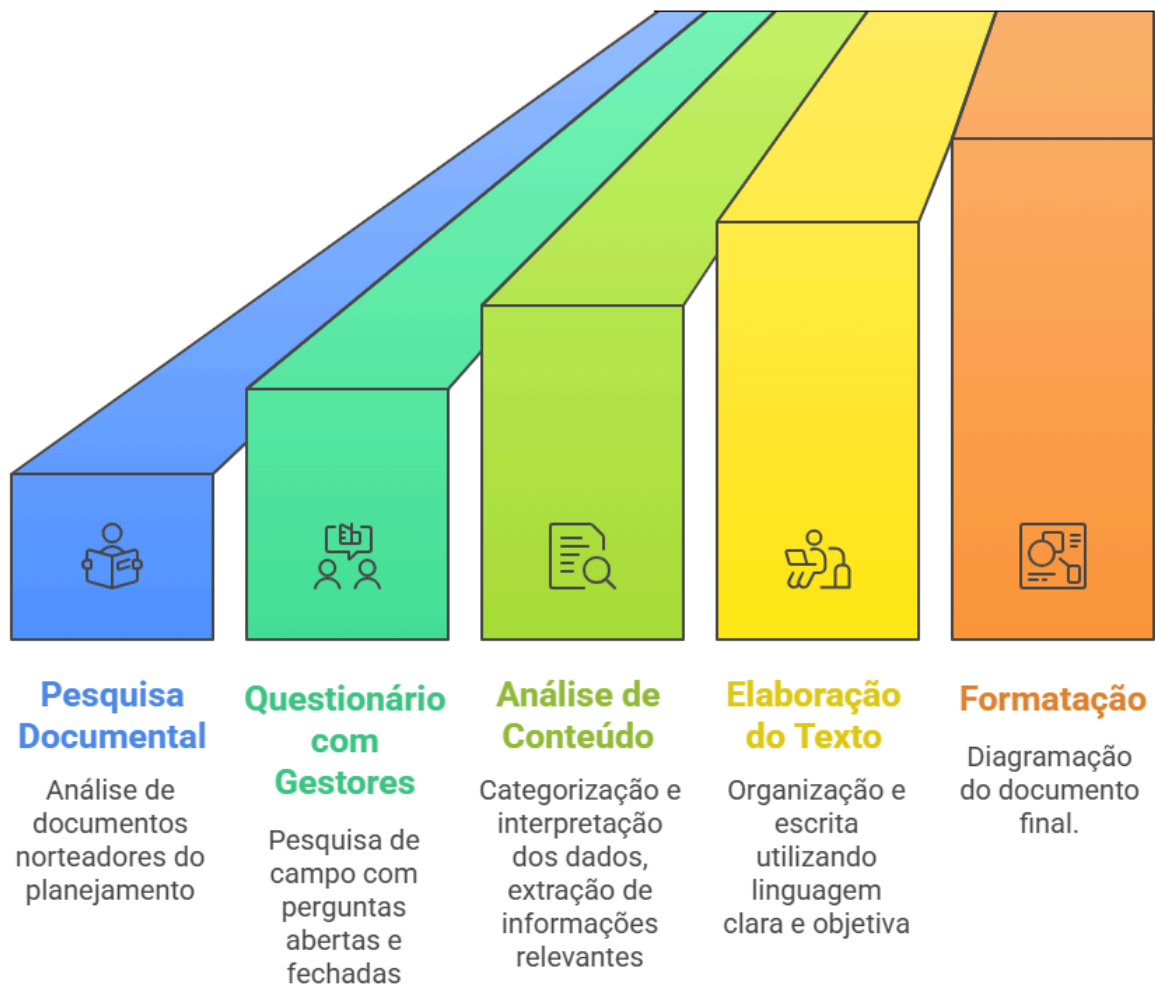 Pesquisa
Documental
Análise de
documentos
norteadores do
planejamento
Questionário
com
Gestores
Pesquisa de
campo com
perguntas
abertas e
fechadas
Análise de
Conteúdo
Categorização e
interpretação
dos dados,
extração de
informações
relevantes
Elaboração
do Texto
Organização e
escrita
utilizando
linguagem
clara e objetiva
Formatação
Diagramação
do documento
final.